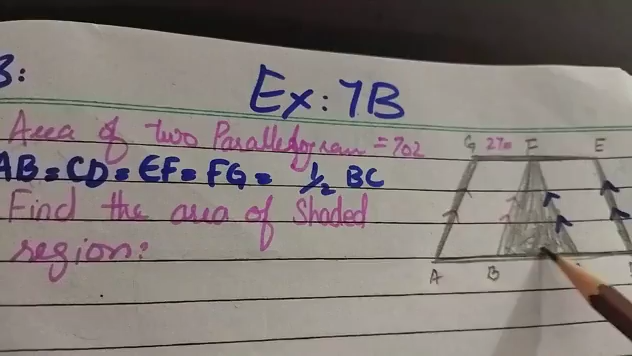 3:
Ex: 7B
Area of two Parallelogram = 702
AB = CD = EF = FG = 1/2 BC
Find the area of Shaded
region:
G 270 F E
A B